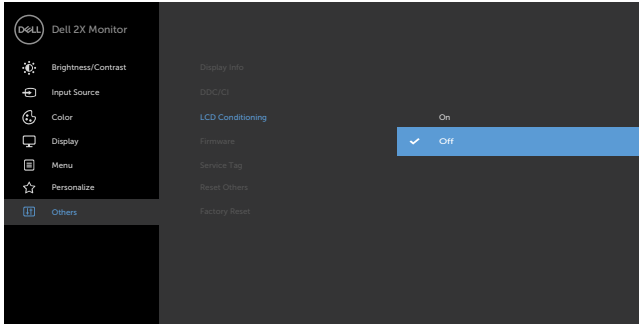 DELL Dell 2X Monitor
Brightness/Contrast
Input Source
Color
Display
Menu
Personalize
Others
Display Info
DDC/CI
LCD Conditioning
Firmware
Service Tag
Reset Others
Factory Reset
On
Off